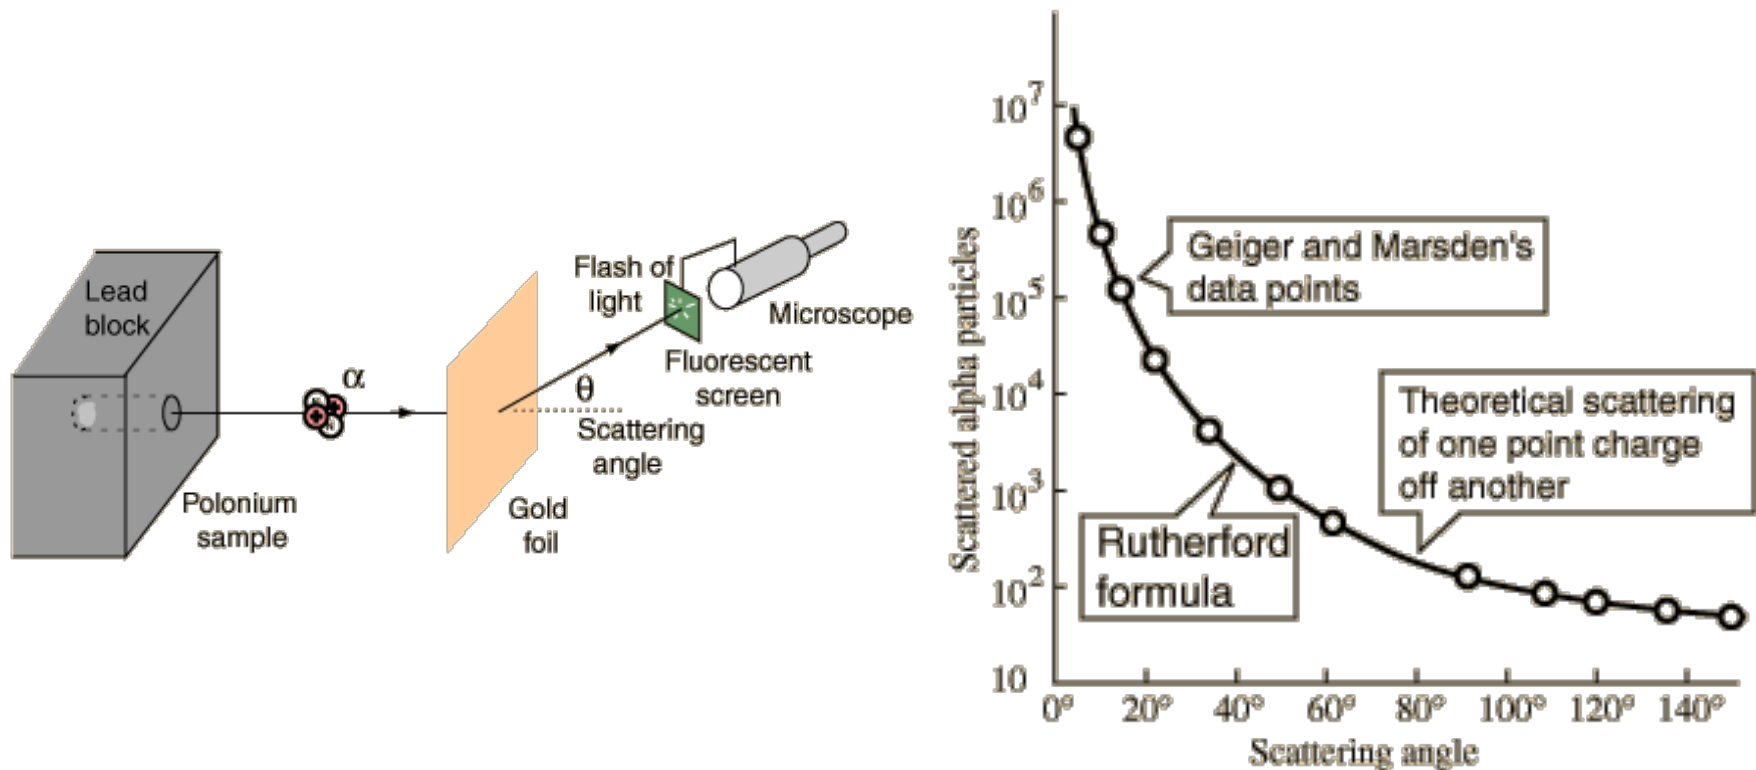 Lead
block
α
Polonium
sample
Gold
foil
θ
Scattering
angle
Flash of
light
Fluorescent
screen
Microscope
Scattered alpha particles
10⁷
10⁶
10⁵
10⁴
10³
10²
10
Geiger and Marsden's
data points
Theoretical scattering
of one point charge
off another
Rutherford
formula
0° 20° 40° 60° 80° 100° 120° 140°
Scattering angle